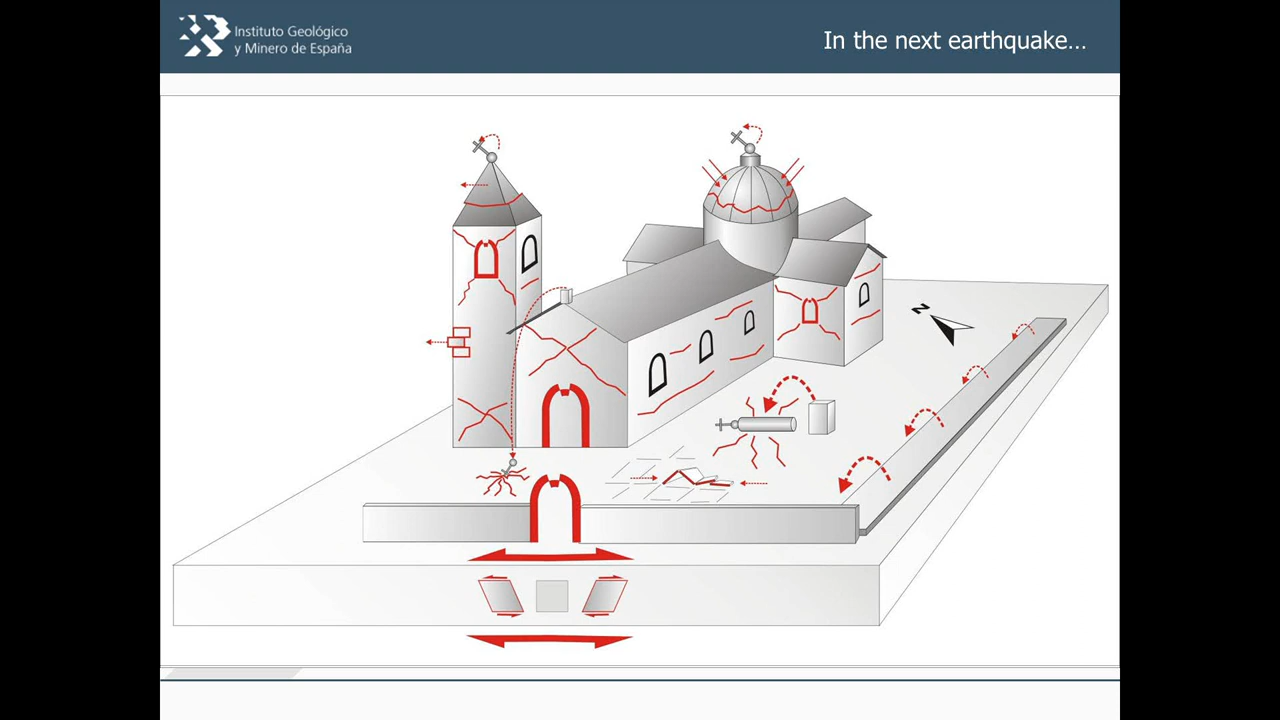 Instituto Geológico
y Minero de España
In the next earthquake...
N